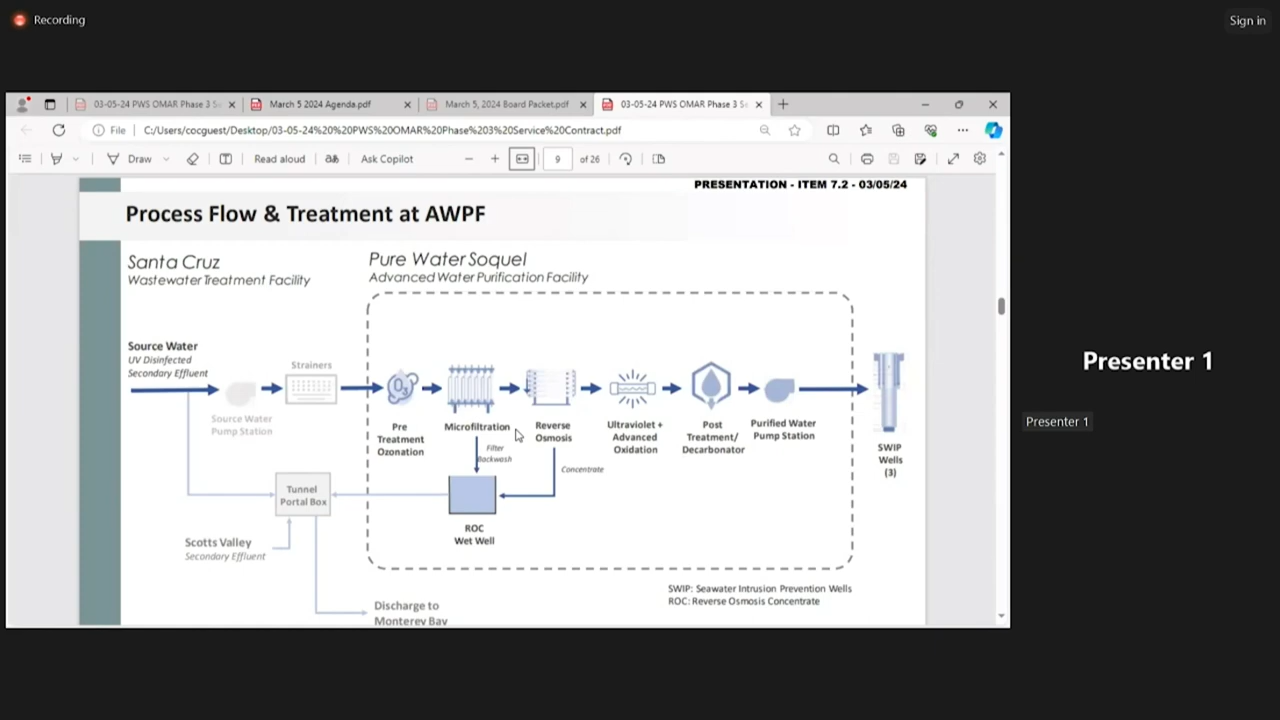 Recording
Sign in
03-05-24 PWS OMAR Phase 3 Se
March 5 2024 Agenda.pdf
March 5, 2024 Board Packet.pdf
03-05-24 PWS OMAR Phase 3 Se
File
C:/Users/cocguest/Desktop/03-05-24%20%20PWS%20OMAR%20Phase%203%20Service%20Contract.pdf
Draw
Read aloud
Ask Copilot
9
of 26
PRESENTATION - ITEM 7.2 - 03/05/24
Process Flow & Treatment at AWPF
Santa Cruz
Wastewater Treatment Facility
Pure Water Soquel
Advanced Water Purification Facility
Source Water
UV Disinfected
Secondary Effluent
Source Water
Pump Station
Strainers
O3
Pre
Treatment
Ozonation
Microfiltration
Reverse
Osmosis
Ultraviolet +
Advanced
Oxidation
Post
Treatment/
Decarbonator
Purified Water
Pump Station
SWIP
Wells
(3)
Filter
Backwash
Concentrate
Tunnel
Portal Box
ROC
Wet Well
Scotts Valley
Secondary Effluent
SWIP: Seawater Intrusion Prevention Wells
ROC: Reverse Osmosis Concentrate
Discharge to
Monterey Bay
Presenter 1
Presenter 1